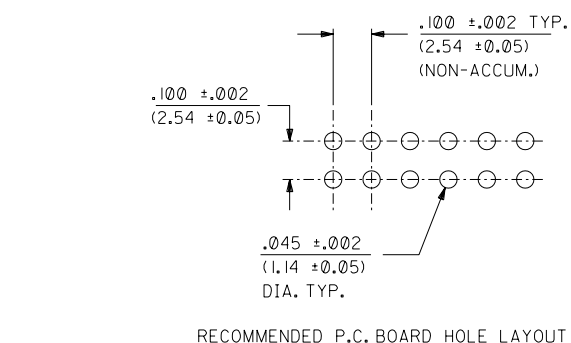 .100 ±.002 TYP.
(2.54 ±0.05)
(NON-ACCUM.)
.100 ±.002
(2.54 ±0.05)
.045 ±.002
(1.14 ±0.05)
DIA. TYP.
RECOMMENDED P.C. BOARD HOLE LAYOUT